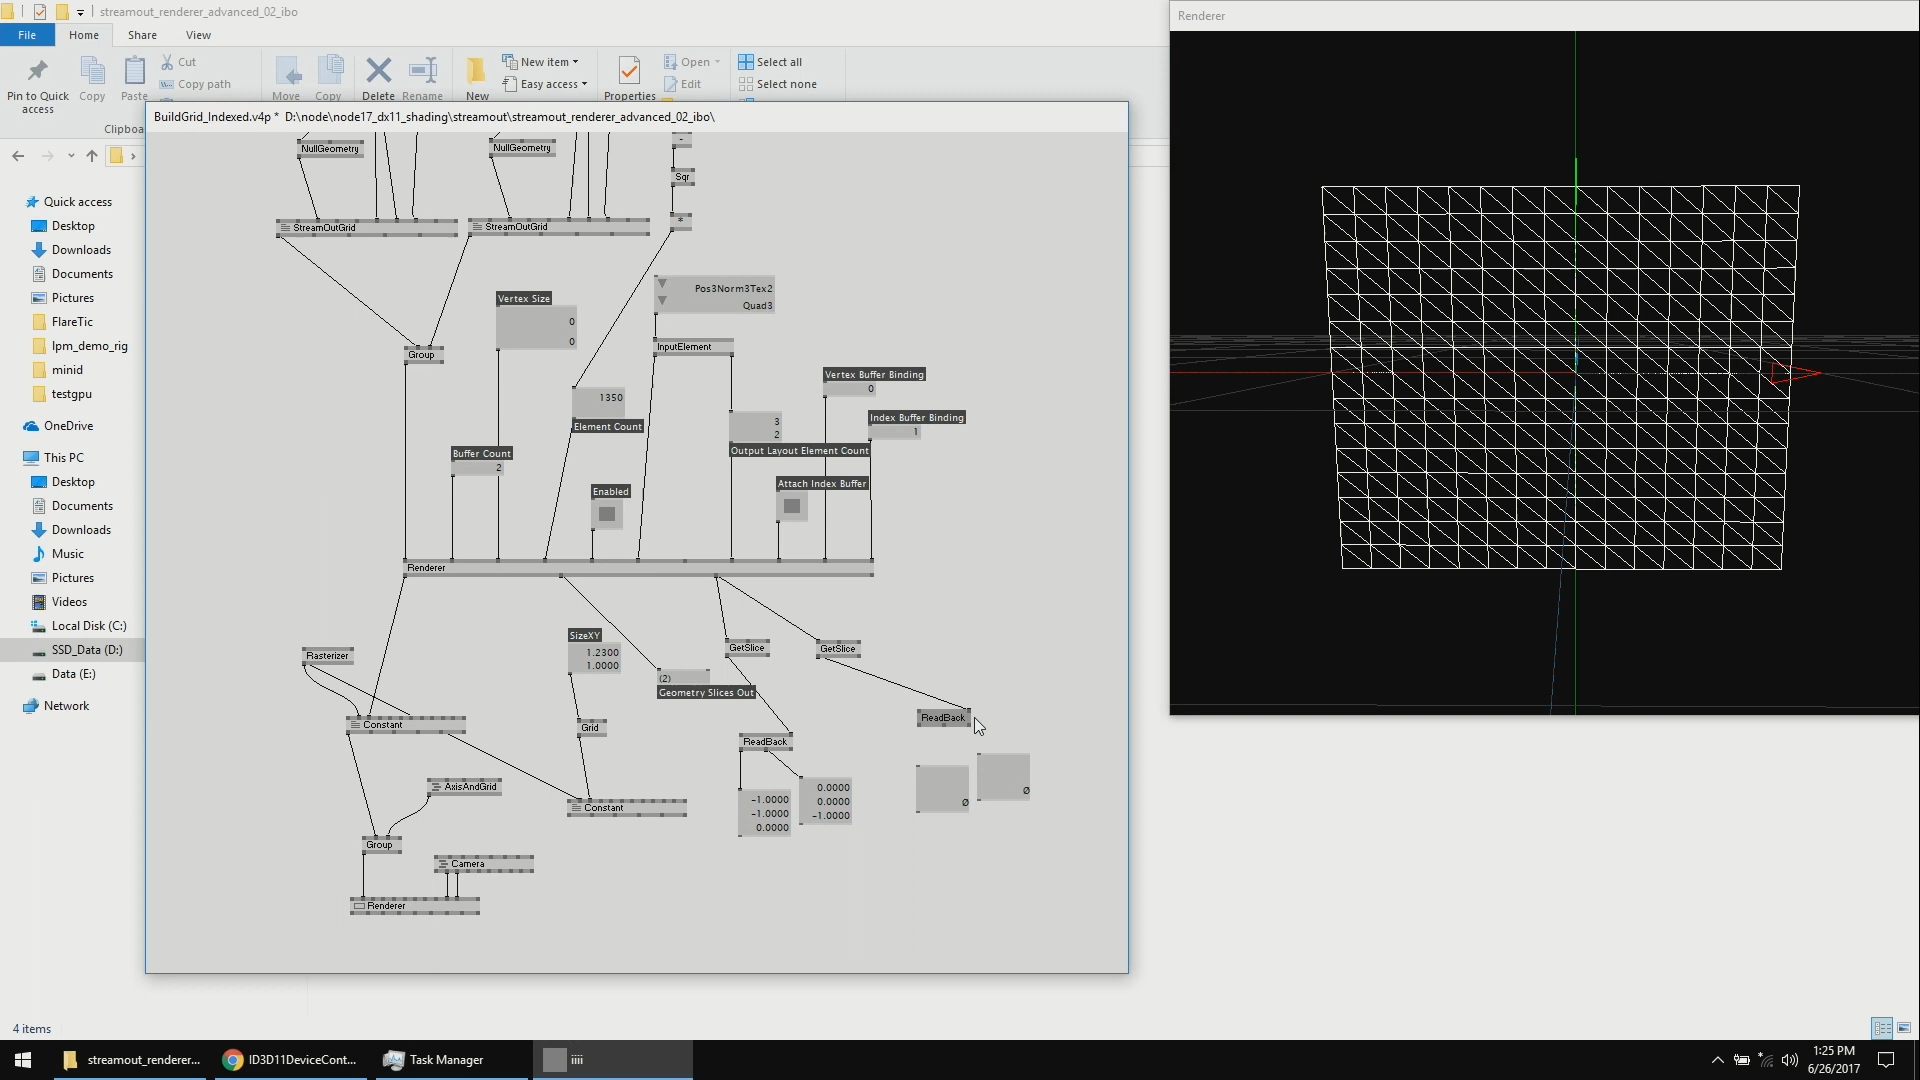 streamout_renderer_advanced_02_ibo
File Home Share View
Pin to Quick access
Copy
Paste
Cut
Copy path
Clipboa
Move
Copy
Delete
Rename
New
New item
Easy access
Properties
Open
Edit
Select all
Select none
Renderer
BuildGrid_Indexed.v4p * D:\node\node17_dx11_shading\streamout\streamout_renderer_advanced_02_ibo\
Quick access
Desktop
Downloads
Documents
Pictures
FlareTic
lpm_demo_rig
minid
testgpu
OneDrive
This PC
Desktop
Documents
Downloads
Music
Pictures
Videos
Local Disk (C:)
SSD_Data (D:)
Data (E:)
Network
NullGeometry
NullGeometry
-
Sqr
*
StreamOutGrid
StreamOutGrid
Pos3Norm3Tex2
Quad3
Vertex Size
0
0
InputElement
Group
Vertex Buffer Binding
0
1350
Element Count
Index Buffer Binding
1
3
2
Output Layout Element Count
Buffer Count
2
Enabled
Attach Index Buffer
Renderer
SizeXY
1.2300
1.0000
GetSlice
GetSlice
Rasterizer
(2)
Geometry Slices Out
Constant
Grid
ReadBack
ReadBack
AxisAndGrid
Constant
-1.0000
-1.0000
0.0000
0.0000
0.0000
-1.0000
Ø
Ø
Group
Camera
Renderer
4 items
streamout_renderer...
ID3D11DeviceCont...
Task Manager
iiii
1:25 PM
6/26/2017